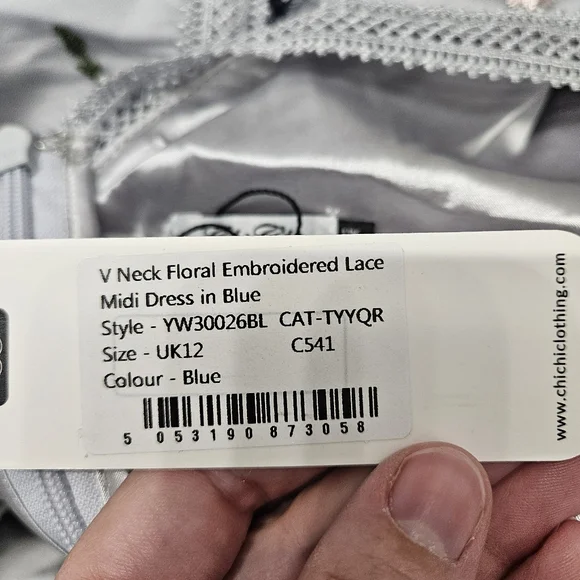 V Neck Floral Embroidered Lace
Midi Dress in Blue
Style - YW30026BL CAT-TYYQR
Size - UK12 C541
Colour - Blue
5 053190 873058
www.chichiclothing.com